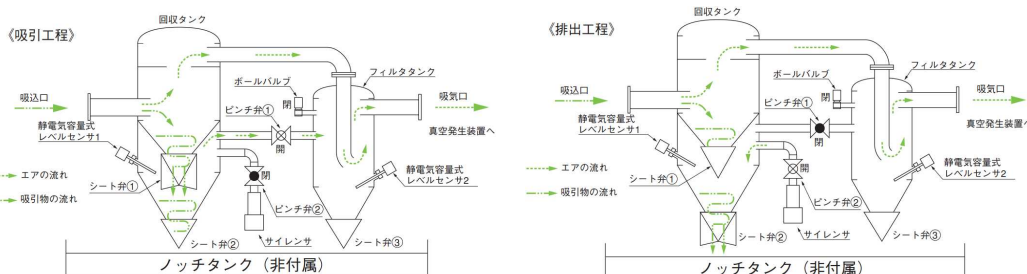 《吸引工程》
回収タンク
フィルタタンク
ボールバルブ
閉
吸込口
ピンチ弁①
吸気口
真空発生装置へ
静電気容量式
レベルセンサ1
開
閉
静電気容量式
レベルセンサ2
エアの流れ
シート弁①
吸引物の流れ
ピンチ弁②
シート弁②
サイレンサ
シート弁③
ノッチタンク（非付属）
《排出工程》
回収タンク
フィルタタンク
ボールバルブ
閉
吸込口
ピンチ弁①
吸気口
真空発生装置へ
静電気容量式
レベルセンサ1
閉
開
静電気容量式
レベルセンサ2
エアの流れ
シート弁①
吸引物の流れ
ピンチ弁②
シート弁②
サイレンサ
シート弁③
ノッチタンク（非付属）